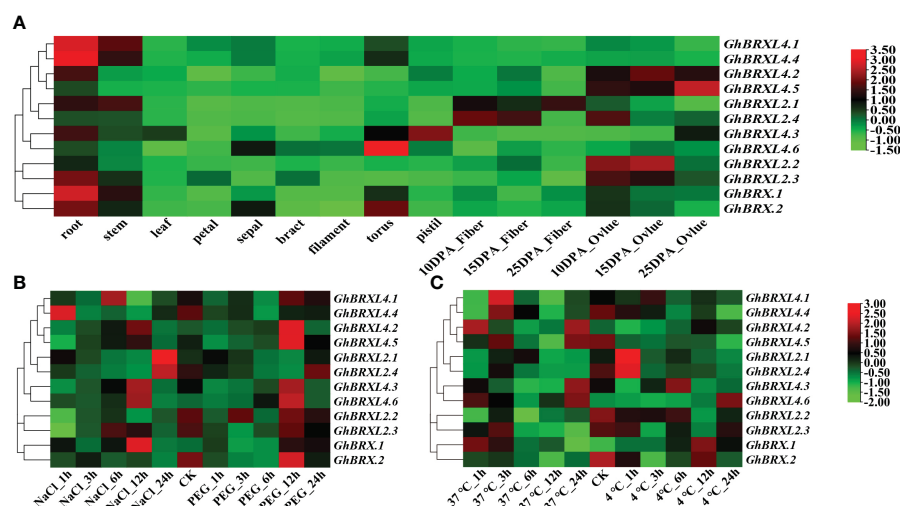 A
GhBRXL4.1
GhBRXL4.4
GhBRXL4.2
GhBRXL4.5
GhBRXL2.1
GhBRXL2.4
GhBRXL4.3
GhBRXL4.6
GhBRXL2.2
GhBRXL2.3
GhBRX.1
GhBRX.2
3.50
3.00
2.50
2.00
1.50
1.00
0.50
0.00
-0.50
-1.00
-1.50
root
stem
leaf
petal
sepal
bract
filament
torus
pistil
10DPA_Fiber
15DPA_Fiber
25DPA_Fiber
10DPA_Ovlue
15DPA_Ovlue
25DPA_Ovlue
B
GhBRXL4.1
GhBRXL4.4
GhBRXL4.2
GhBRXL4.5
GhBRXL2.1
GhBRXL2.4
GhBRXL4.3
GhBRXL4.6
GhBRXL2.2
GhBRXL2.3
GhBRX.1
GhBRX.2
NaCl_1h
NaCl_3h
NaCl_6h
NaCl_12h
NaCl_24h
CK
PEG_1h
PEG_3h
PEG_6h
PEG_12h
PEG_24h
C
GhBRXL4.1
GhBRXL4.4
GhBRXL4.2
GhBRXL4.5
GhBRXL2.1
GhBRXL2.4
GhBRXL4.3
GhBRXL4.6
GhBRXL2.2
GhBRXL2.3
GhBRX.1
GhBRX.2
3.00
2.50
2.00
1.50
1.00
0.50
0.00
-0.50
-1.00
-1.50
-2.00
37 °C_1h
37 °C_3h
37 °C_6h
37 °C_12h
37 °C_24h
CK
4 °C_1h
4 °C_3h
4 °C_6h
4 °C_12h
4 °C_24h